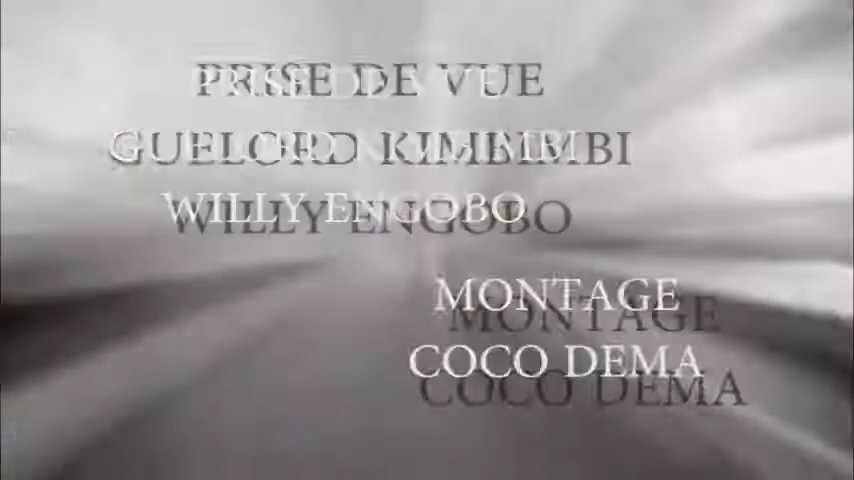 PRISE DE VUE
GUELORD KIMBIMBI
WILLY ENGOBO
MONTAGE
COCO DEMA